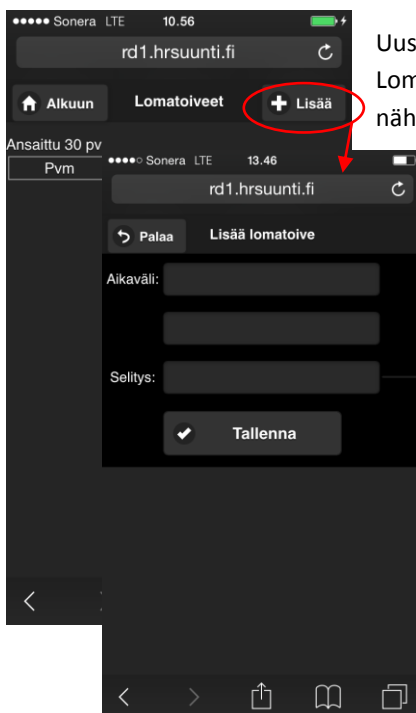 Sonera LTE 10.56
rd1.hrsuunti.fi
Alkuun Lomatoiveet Lisää
Ansaittu 30 pv
Pvm
Uus
Lom
näh
Sonera LTE 13.46
rd1.hrsuunti.fi
Palaa Lisää lomatoive
Aikaväli:
Selitys:
Tallenna